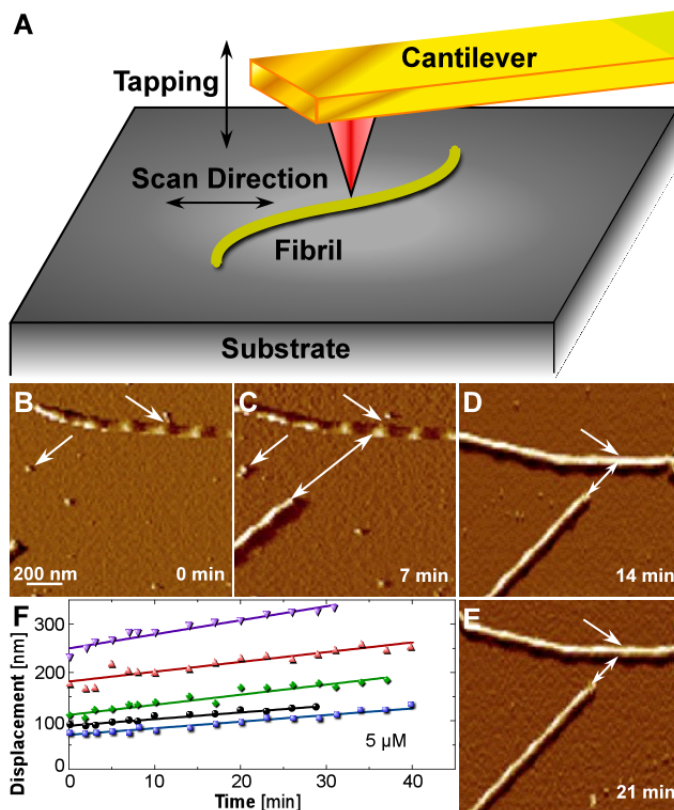 A
Tapping
Cantilever
Scan Direction
Fibril
Substrate
B
C
D
200 nm
0 min
7 min
14 min
F
E
300
200
100
0
0
10
20
30
40
5 µM
Displacement [nm]
Time [min]
21 min